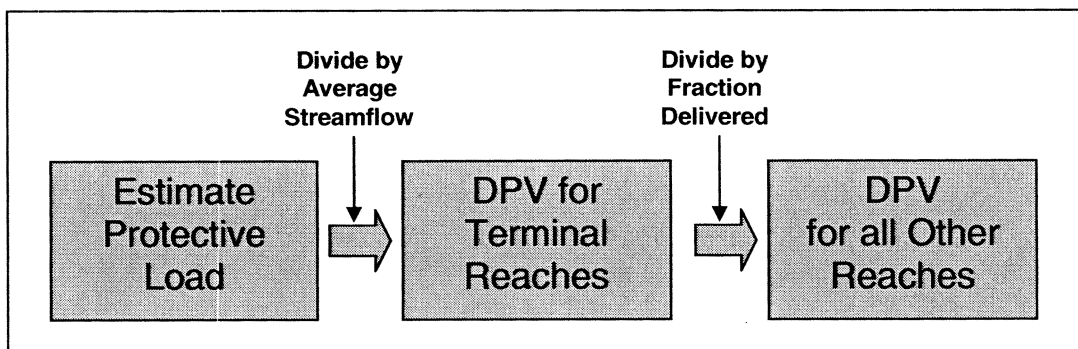 Divide by
Average
Streamflow
Divide by
Fraction
Delivered
Estimate
Protective
Load
DPV for
Terminal
Reaches
DPV
for all Other
Reaches